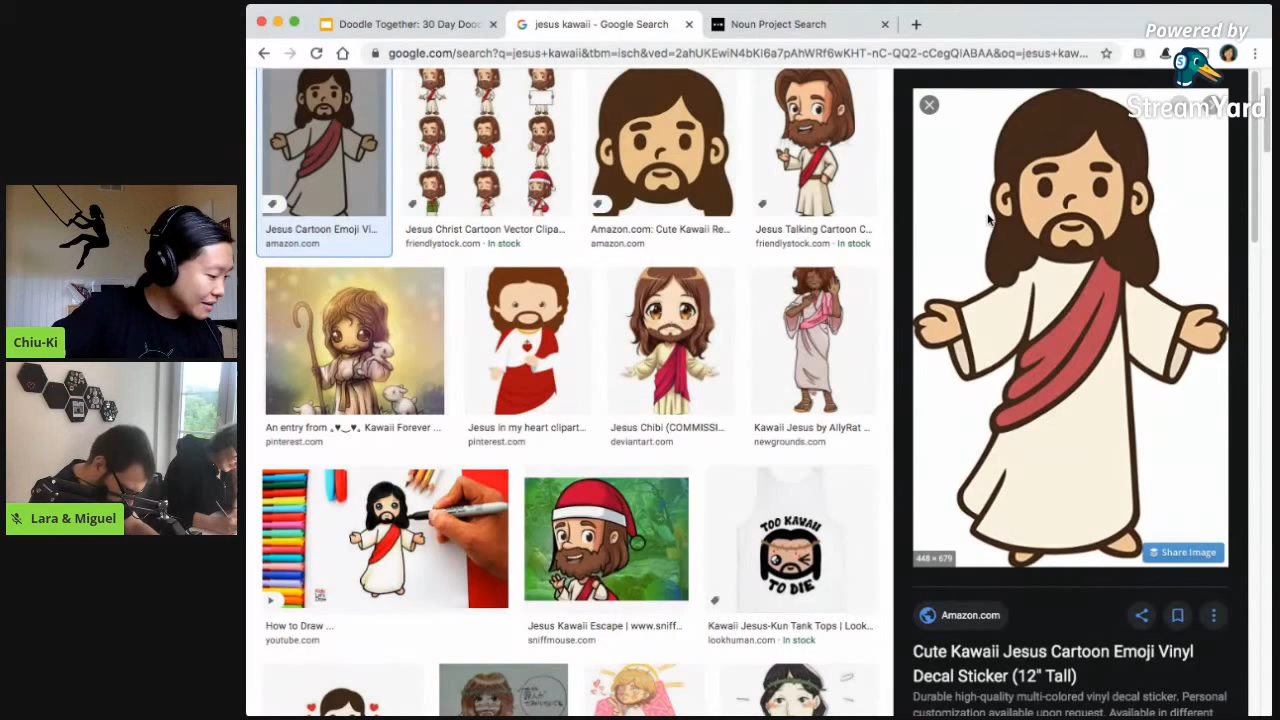 Doodle Together: 30 Day Doo
jesus kawaii - Google Search
Noun Project Search
Powered by
StreamYard
google.com/search?q=jesus+kawaii&tbm=isch&ved=2ahUKEwiN4bKI6a7pAhWRf6wKHT-nC-QQ2-cCegQIABAA&oq=jesus+kaw...
Jesus Cartoon Emoji Vi...
amazon.com
Jesus Christ Cartoon Vector Clipa...
friendlystock.com · In stock
Amazon.com: Cute Kawaii Re...
amazon.com
Jesus Talking Cartoon C...
friendlystock.com · In stock
An entry from ｡♥‿♥｡ Kawaii Forever ...
pinterest.com
Jesus in my heart clipart...
pinterest.com
Jesus Chibi (COMMISSI...
deviantart.com
Kawaii Jesus by AllyRat ...
newgrounds.com
TOO KAWAII
TO DIE
How to Draw ...
youtube.com
Jesus Kawaii Escape | www.sniff...
sniffmouse.com
Kawaii Jesus-Kun Tank Tops | Look...
lookhuman.com · In stock
448 × 679
Share Image
Amazon.com
Cute Kawaii Jesus Cartoon Emoji Vinyl
Decal Sticker (12" Tall)
Durable high-quality multi-colored vinyl decal sticker. Personal
customization available upon request. Available in different
Chiu-Ki
Lara & Miguel